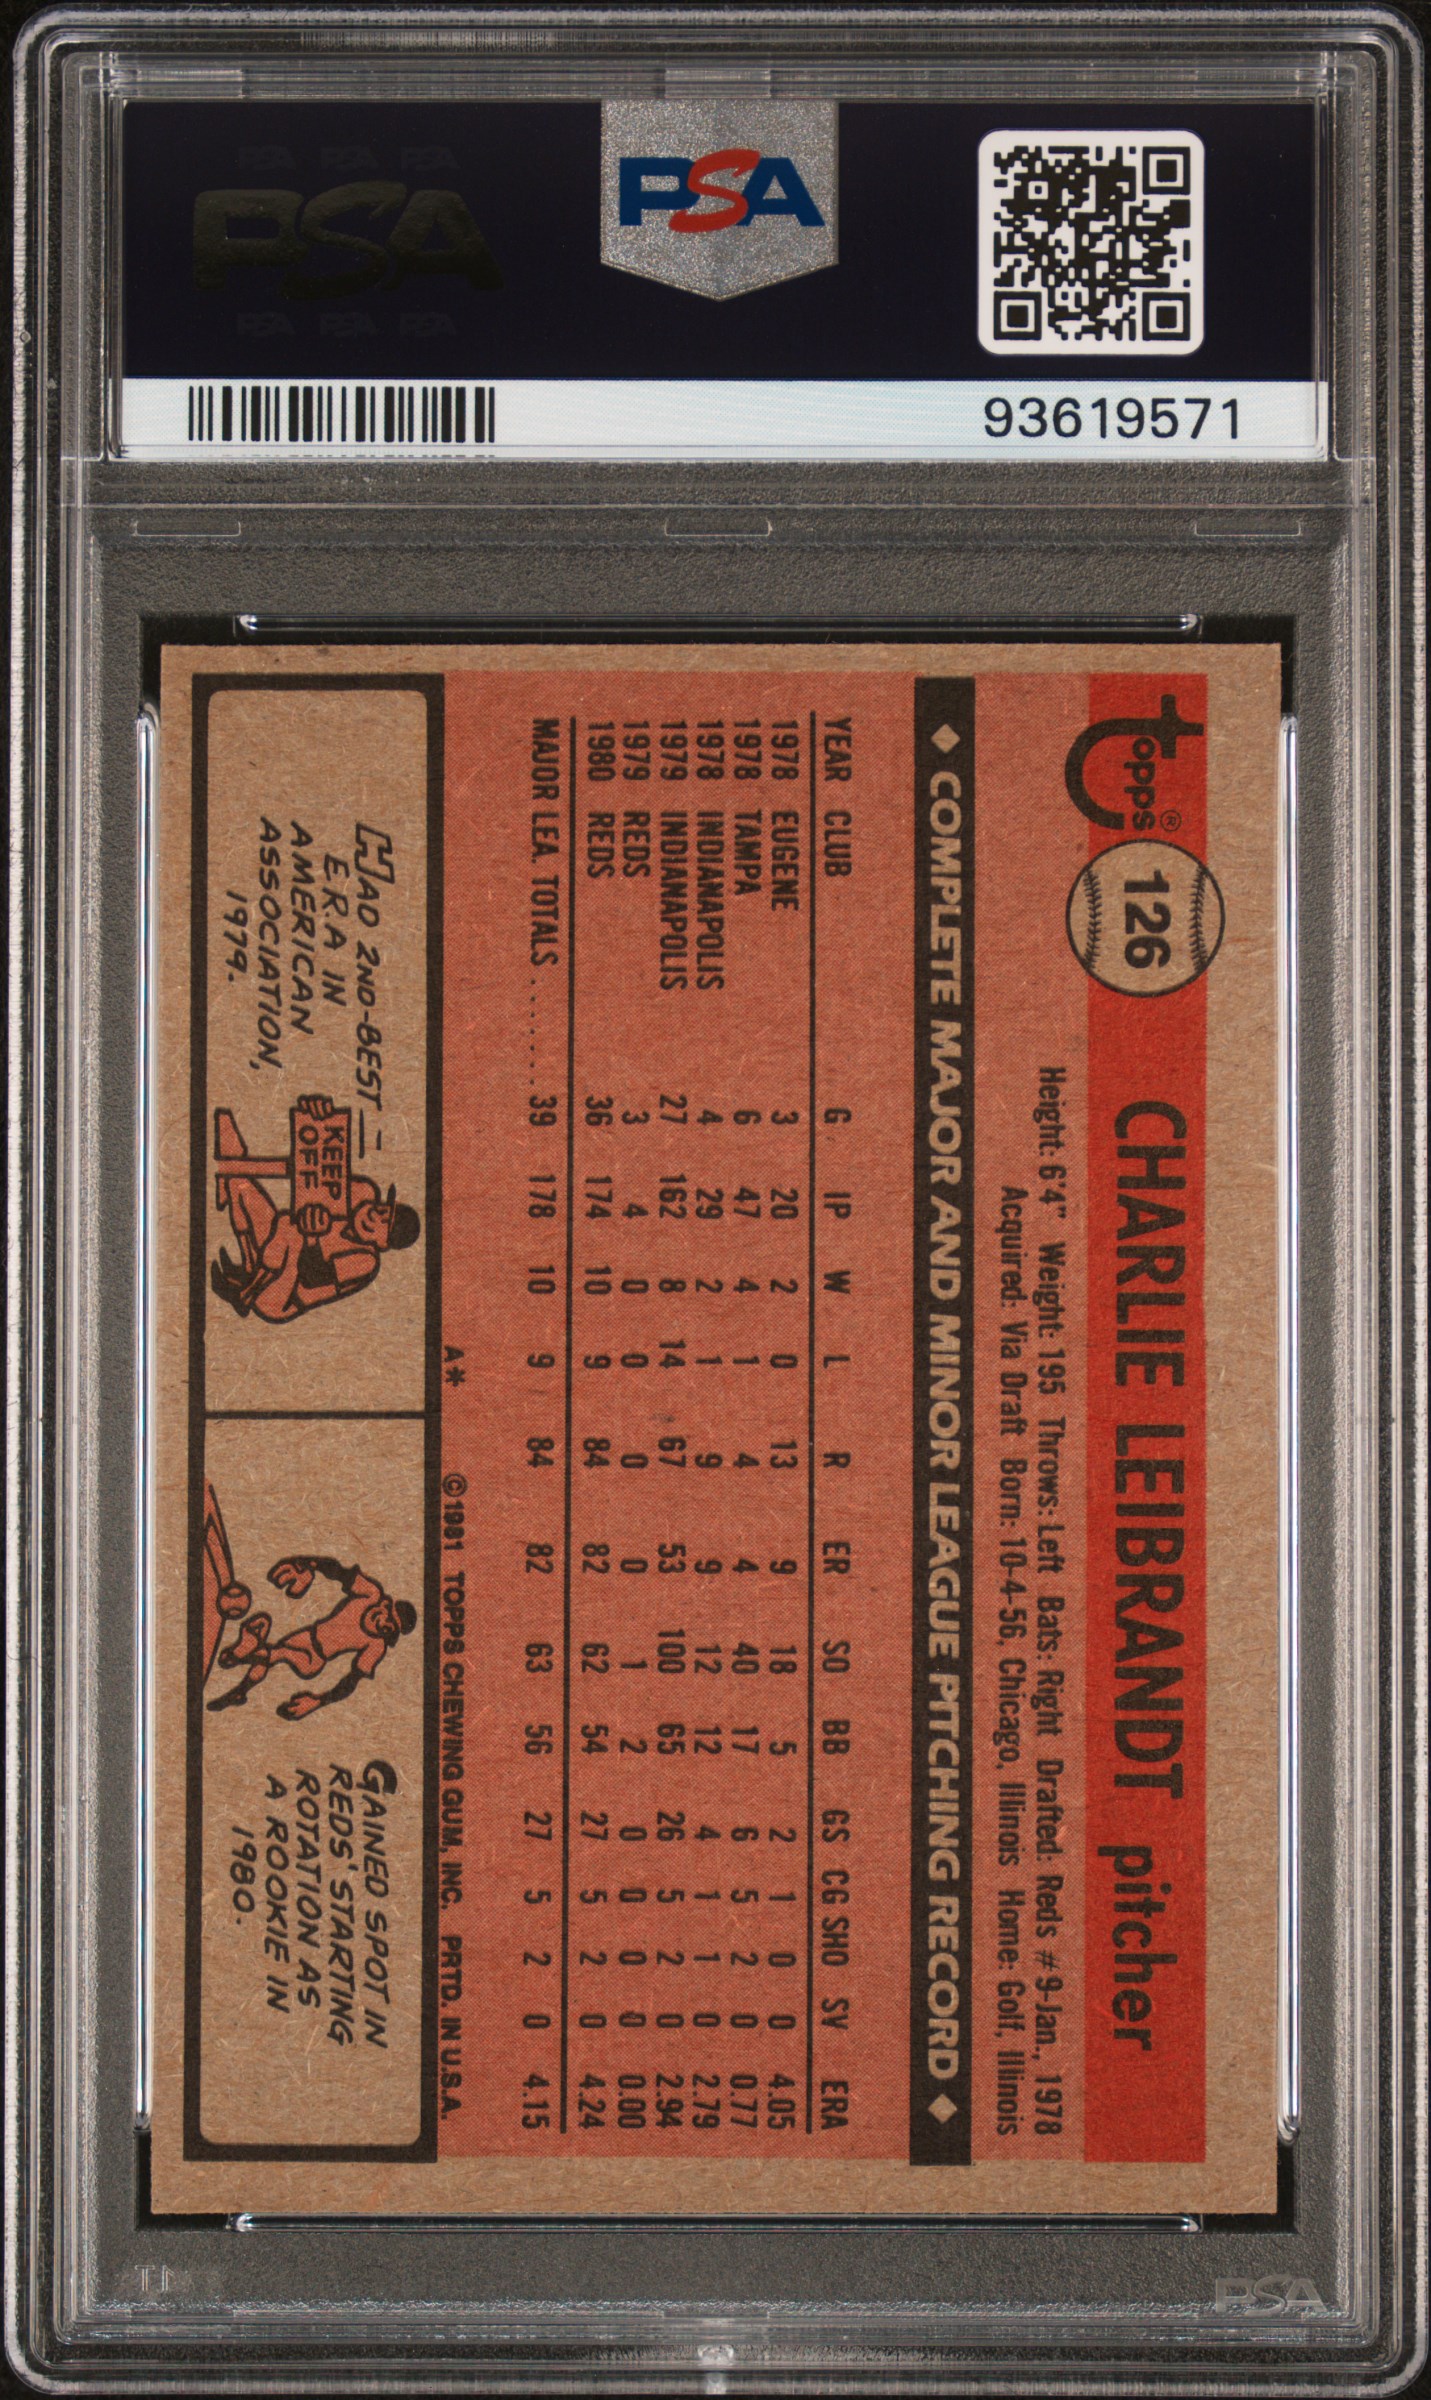 PSA PSA PSA
PSA
PSA PSA PSA
PSA
93619571
Topps®
126
CHARLIE LEIBRANDT pitcher
Height: 6'4" Weight: 195 Throws: Left Bats: Right Drafted: Reds #9-Jan., 1978
Acquired: Via Draft Born: 10-4-56, Chicago, Illinois Home: Golf, Illinois
COMPLETE MAJOR AND MINOR LEAGUE PITCHING RECORD
YEAR CLUB G IP W L R ER SO BB GS CG SHO SV ERA
1978 EUGENE 3 20 2 0 13 9 18 5 2 1 0 0 4.05
1978 TAMPA 6 47 4 1 4 4 40 17 6 5 2 0 0.77
1978 INDIANAPOLIS 4 29 2 1 9 9 12 12 4 1 1 0 2.79
1979 INDIANAPOLIS 27 162 8 14 67 53 100 65 26 5 2 0 2.94
1979 REDS 3 4 0 0 0 0 1 2 0 0 0 0 0.00
1980 REDS 36 174 10 9 84 82 62 54 27 5 2 0 4.24
MAJOR LEA. TOTALS....... 39 178 10 9 84 82 63 56 27 5 2 0 4.15
A* ©1981 TOPPS CHEWING GUM, INC. PRTD. IN U.S.A.
HAD 2ND-BEST
E.R.A IN
AMERICAN
ASSOCIATION,
1979.
KEEP
OFF
GAINED SPOT IN
REDS' STARTING
ROTATION AS
A ROOKIE IN
1980.
PSA